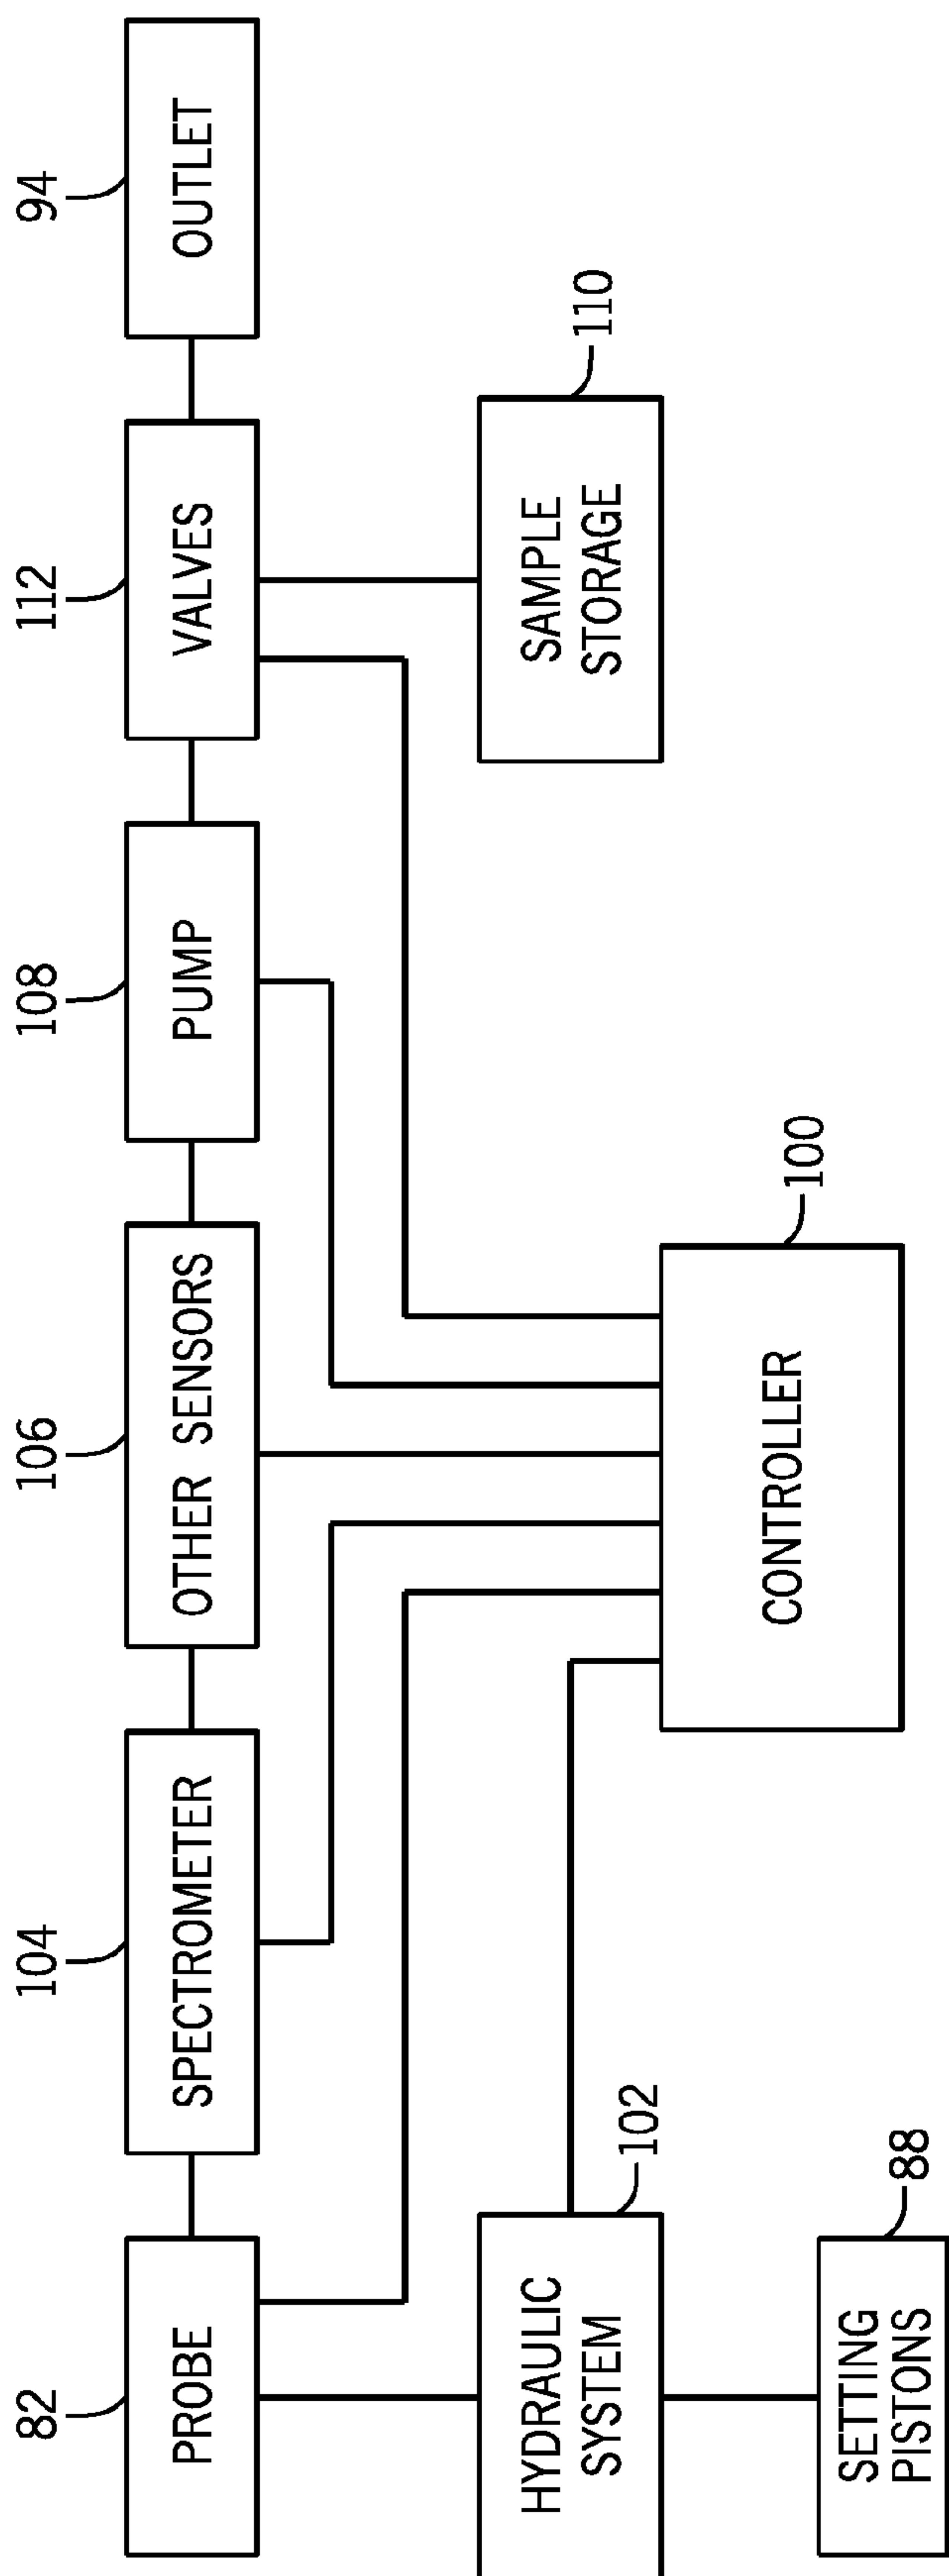 82
104
106
108
112
94
PROBE
SPECTROMETER
OTHER SENSORS
PUMP
VALVES
OUTLET
102
110
HYDRAULIC
SYSTEM
SAMPLE
STORAGE
100
CONTROLLER
88
SETTING
PISTONS